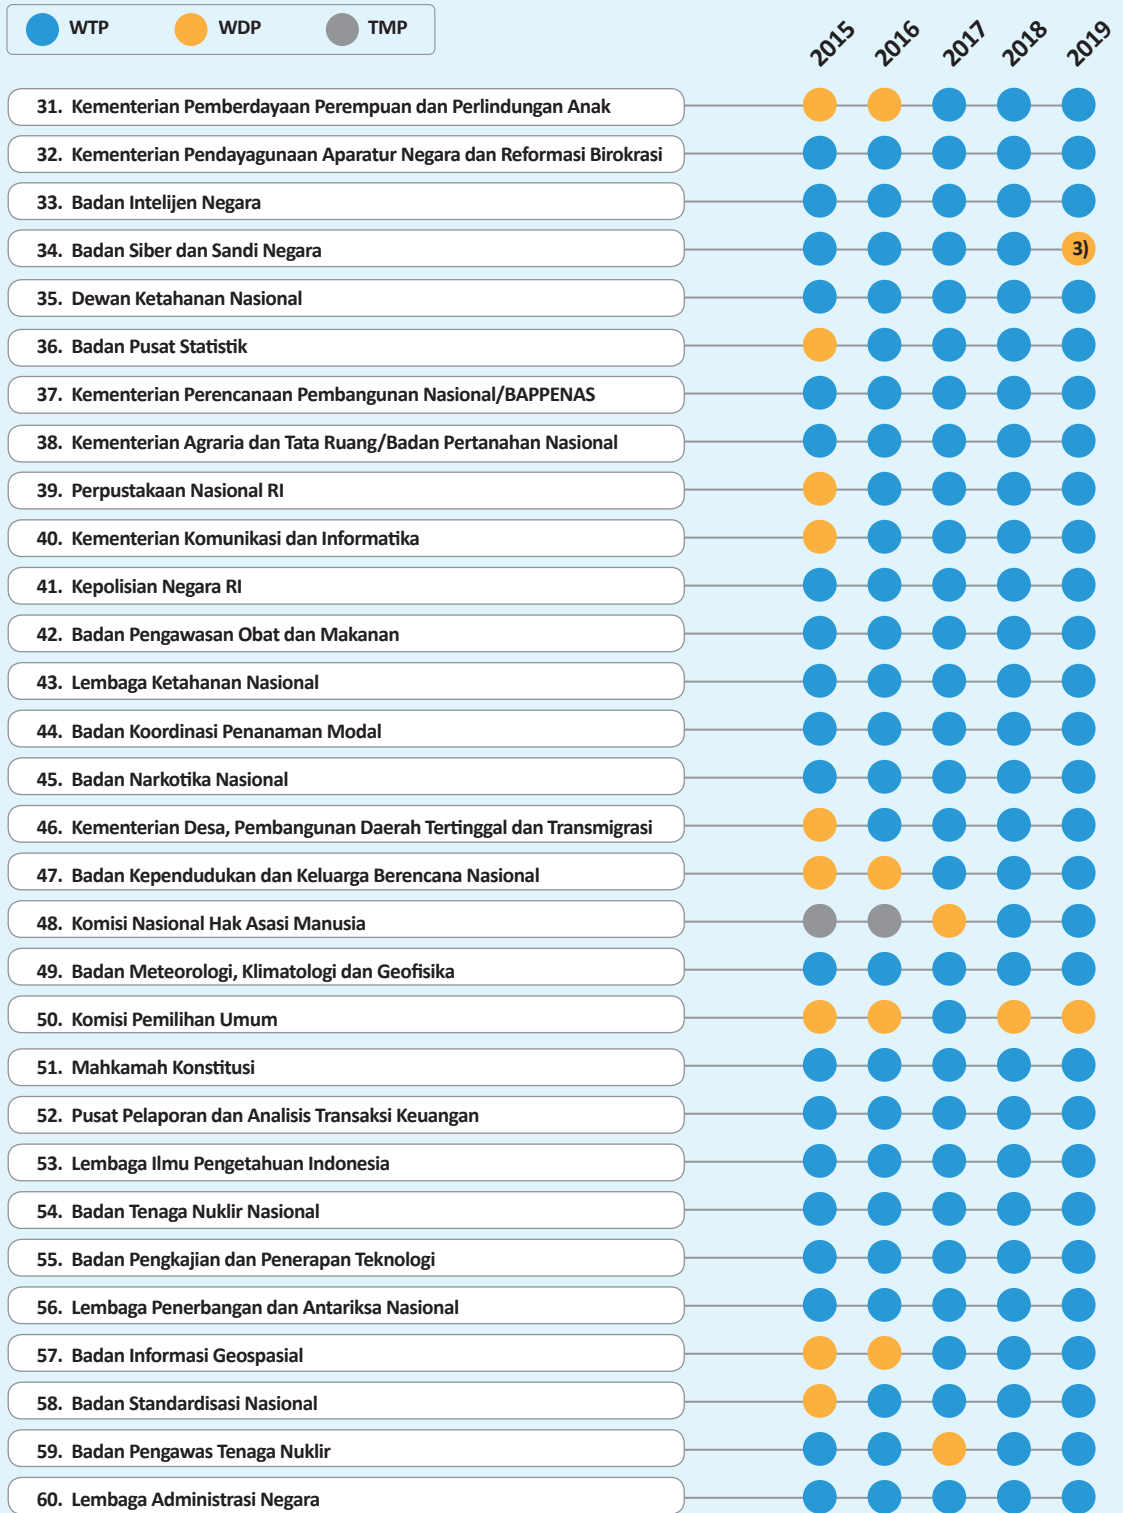 WTP WDP TMP
2015 2016 2017 2018 2019
31. Kementerian Pemberdayaan Perempuan dan Perlindungan Anak
32. Kementerian Pendayagunaan Aparatur Negara dan Reformasi Birokrasi
33. Badan Intelijen Negara
34. Badan Siber dan Sandi Negara 3)
35. Dewan Ketahanan Nasional
36. Badan Pusat Statistik
37. Kementerian Perencanaan Pembangunan Nasional/BAPPENAS
38. Kementerian Agraria dan Tata Ruang/Badan Pertanahan Nasional
39. Perpustakaan Nasional RI
40. Kementerian Komunikasi dan Informatika
41. Kepolisian Negara RI
42. Badan Pengawasan Obat dan Makanan
43. Lembaga Ketahanan Nasional
44. Badan Koordinasi Penanaman Modal
45. Badan Narkotika Nasional
46. Kementerian Desa, Pembangunan Daerah Tertinggal dan Transmigrasi
47. Badan Kependudukan dan Keluarga Berencana Nasional
48. Komisi Nasional Hak Asasi Manusia
49. Badan Meteorologi, Klimatologi dan Geofisika
50. Komisi Pemilihan Umum
51. Mahkamah Konstitusi
52. Pusat Pelaporan dan Analisis Transaksi Keuangan
53. Lembaga Ilmu Pengetahuan Indonesia
54. Badan Tenaga Nuklir Nasional
55. Badan Pengkajian dan Penerapan Teknologi
56. Lembaga Penerbangan dan Antariksa Nasional
57. Badan Informasi Geospasial
58. Badan Standardisasi Nasional
59. Badan Pengawas Tenaga Nuklir
60. Lembaga Administrasi Negara